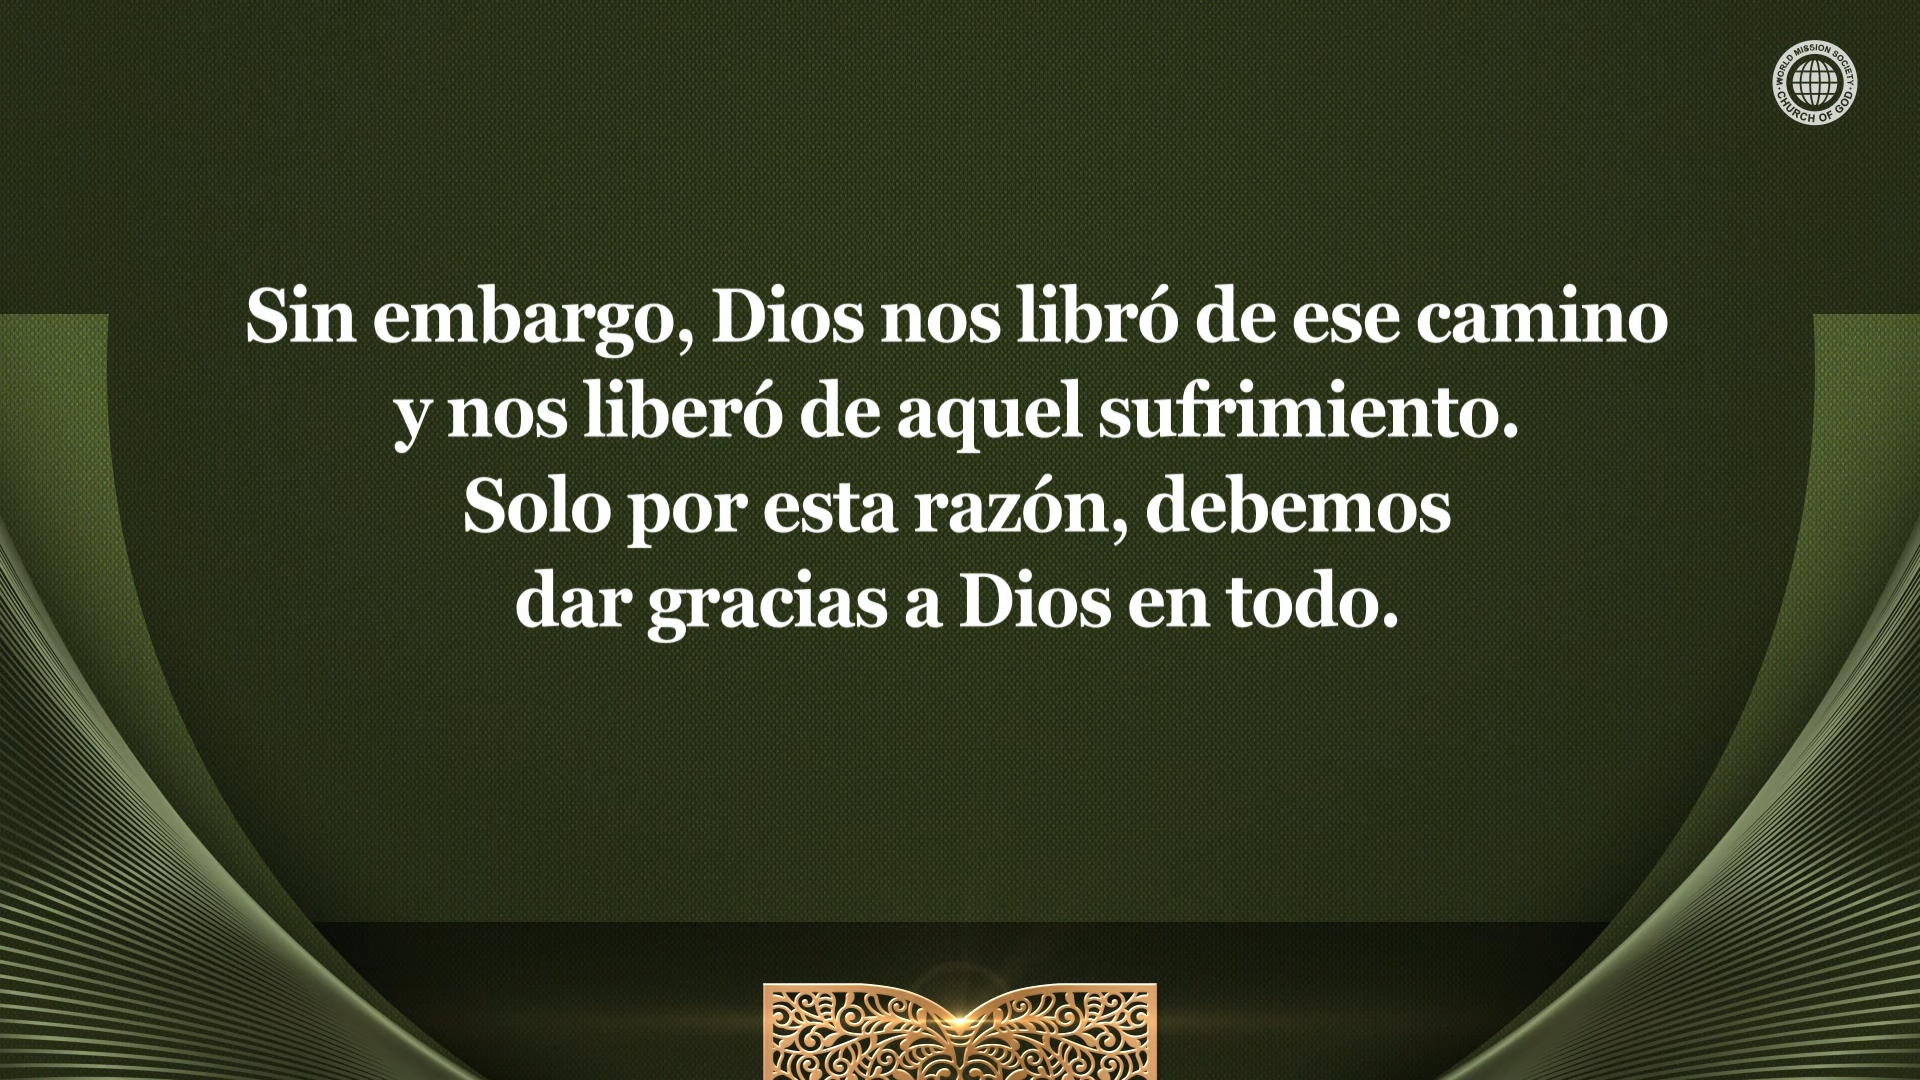 WORLD MISSION SOCIETY
CHURCH OF GOD
Sin embargo, Dios nos libró de ese camino
y nos liberó de aquel sufrimiento.
Solo por esta razón, debemos
dar gracias a Dios en todo.